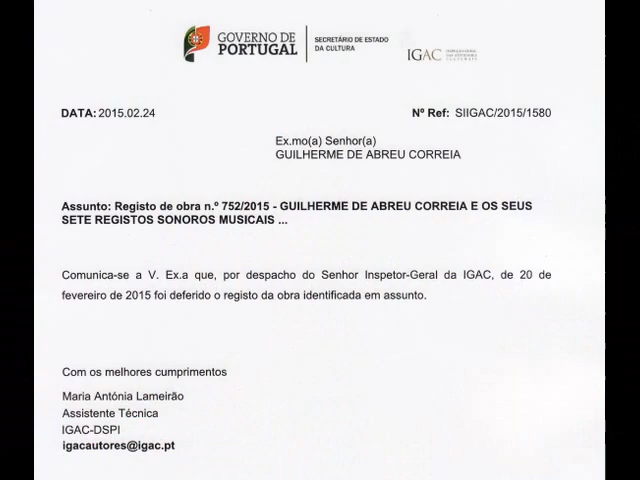 GOVERNO DE
PORTUGAL
SECRETÁRIO DE ESTADO
DA CULTURA
IGAC
DATA: 2015.02.24
Nº Ref: SIIGAC/2015/1580
Ex.mo(a) Senhor(a)
GUILHERME DE ABREU CORREIA
Assunto: Registo de obra n.º 752/2015 - GUILHERME DE ABREU CORREIA E OS SEUS
SETE REGISTOS SONOROS MUSICAIS ...
Comunica-se a V. Ex.a que, por despacho do Senhor Inspetor-Geral da IGAC, de 20 de
fevereiro de 2015 foi deferido o registo da obra identificada em assunto.
Com os melhores cumprimentos
Maria Antónia Lameirão
Assistente Técnica
IGAC-DSPI
igacautores@igac.pt